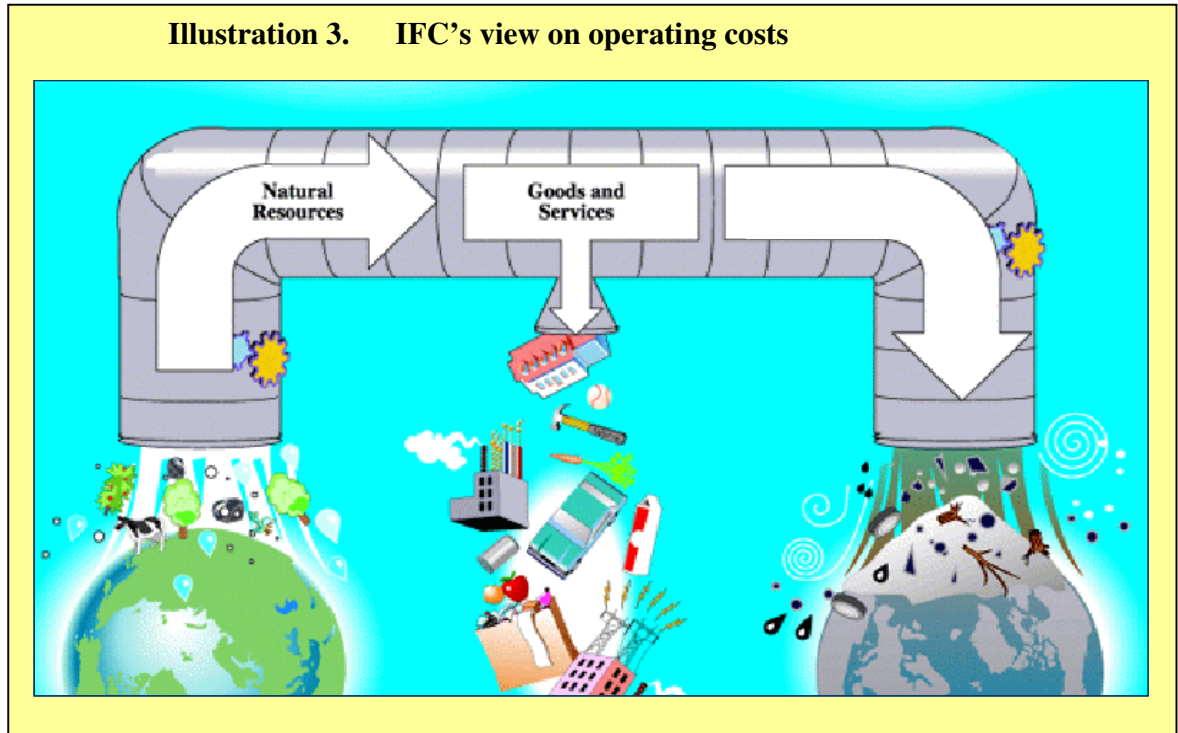 Illustration 3. IFC's view on operating costs
Natural
Resources
Goods and
Services